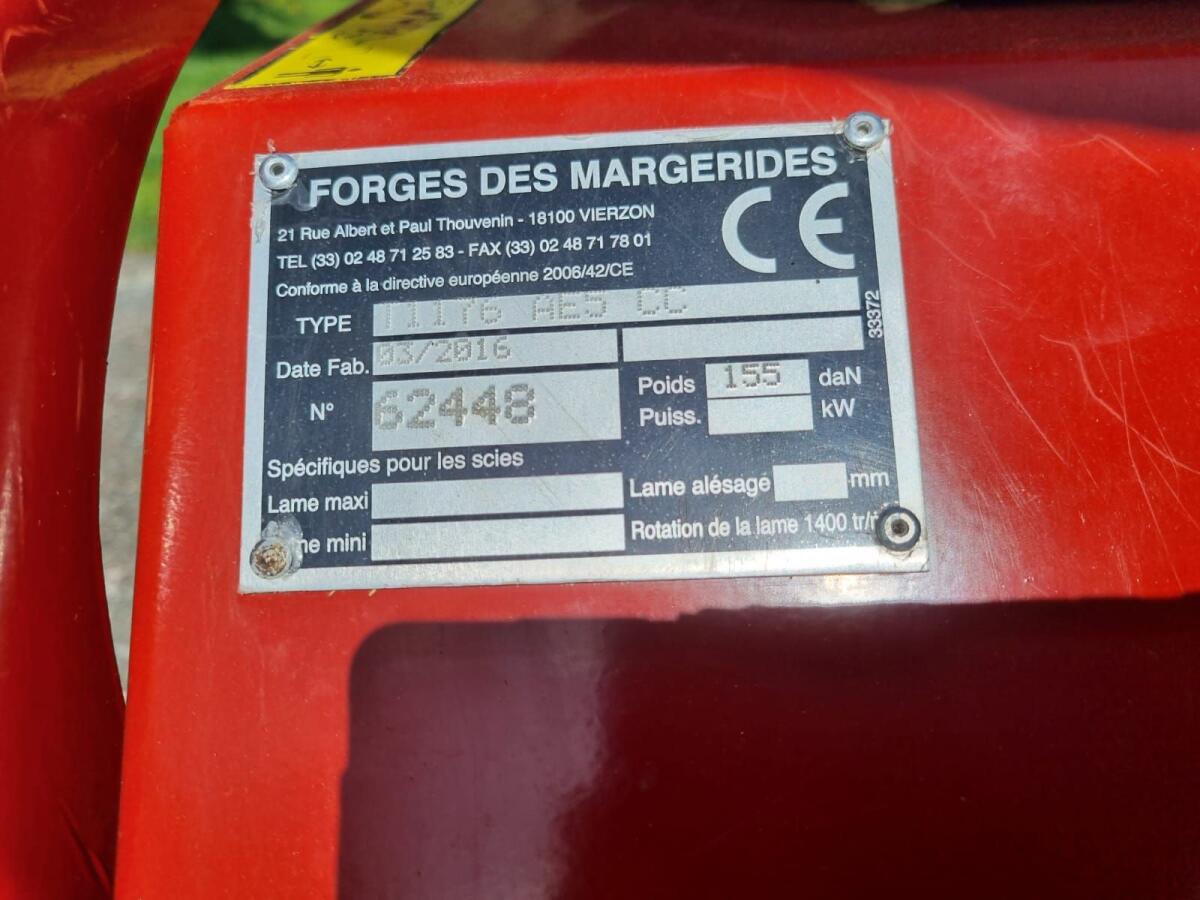 FORGES DES MARGERIDES
21 Rue Albert et Paul Thouvenin - 18100 VIERZON
TEL (33) 02 48 71 25 83 - FAX (33) 02 48 71 78 01
Conforme à la directive européenne 2006/42/CE
CE
TYPE T1176 AE5 CC
33372
Date Fab. 03/2016
N° 62448
Poids 155 daN
Puiss. kW
Spécifiques pour les scies
Lame maxi
Lame alésage mm
mini
Rotation de la lame 1400